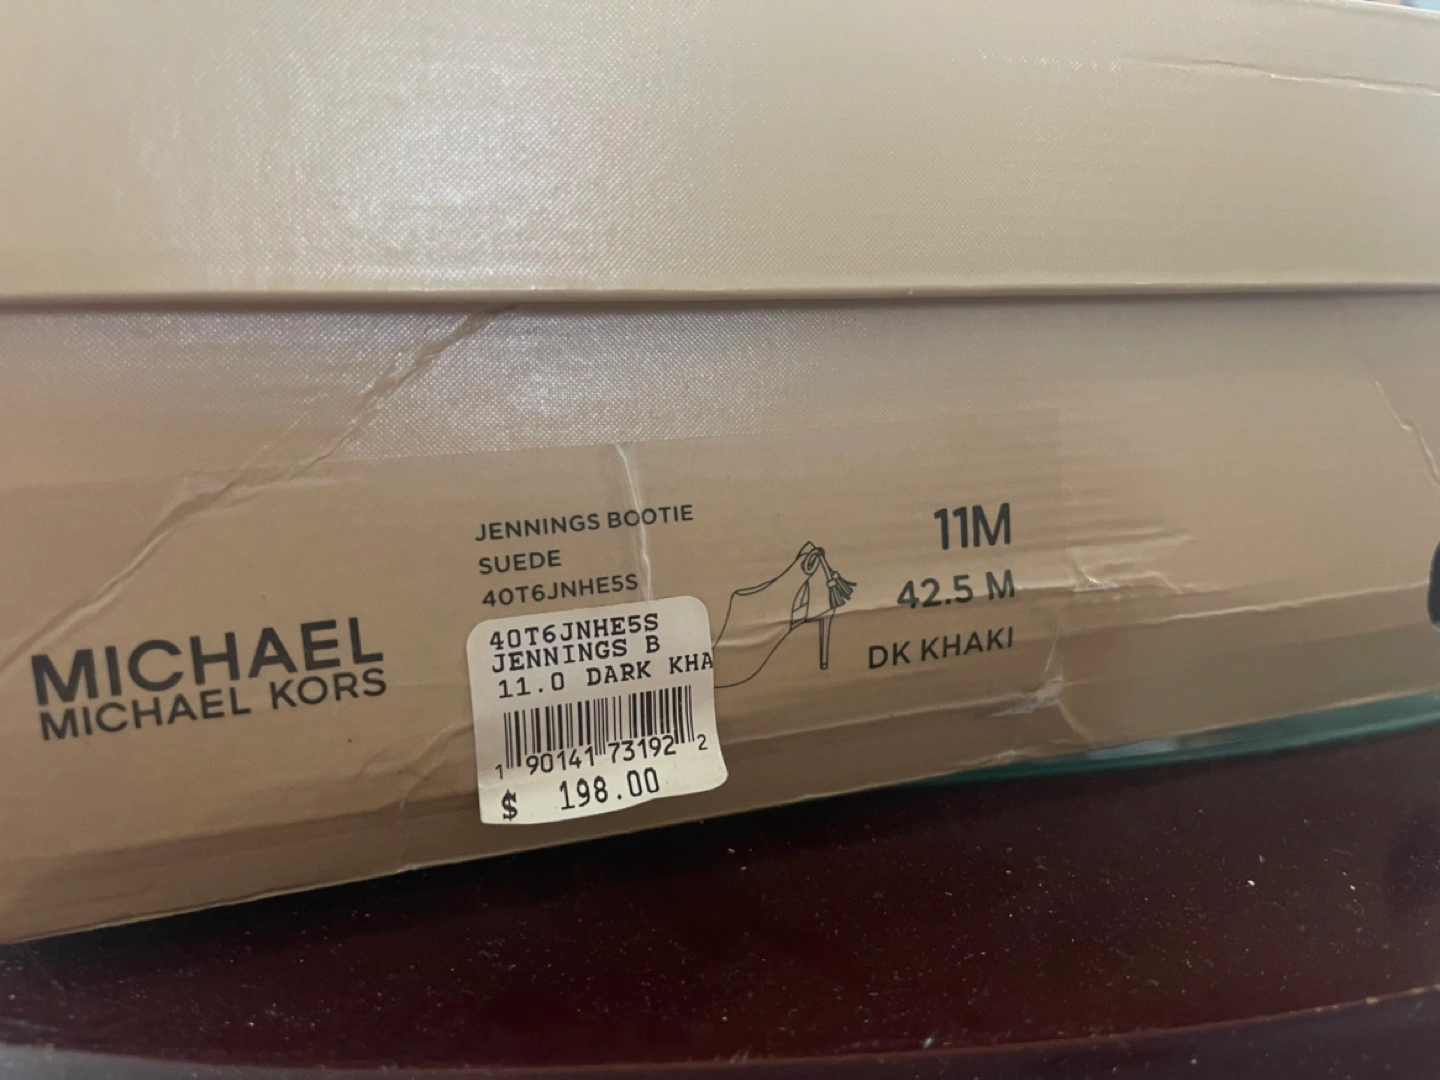 MICHAEL
MICHAEL KORS
JENNINGS BOOTIE
SUEDE
40T6JNHE5S
40T6JNHE5S
JENNINGS B
11.0 DARK KHA
1 90141 73192 2
$ 198.00
11M
42.5 M
DK KHAKI